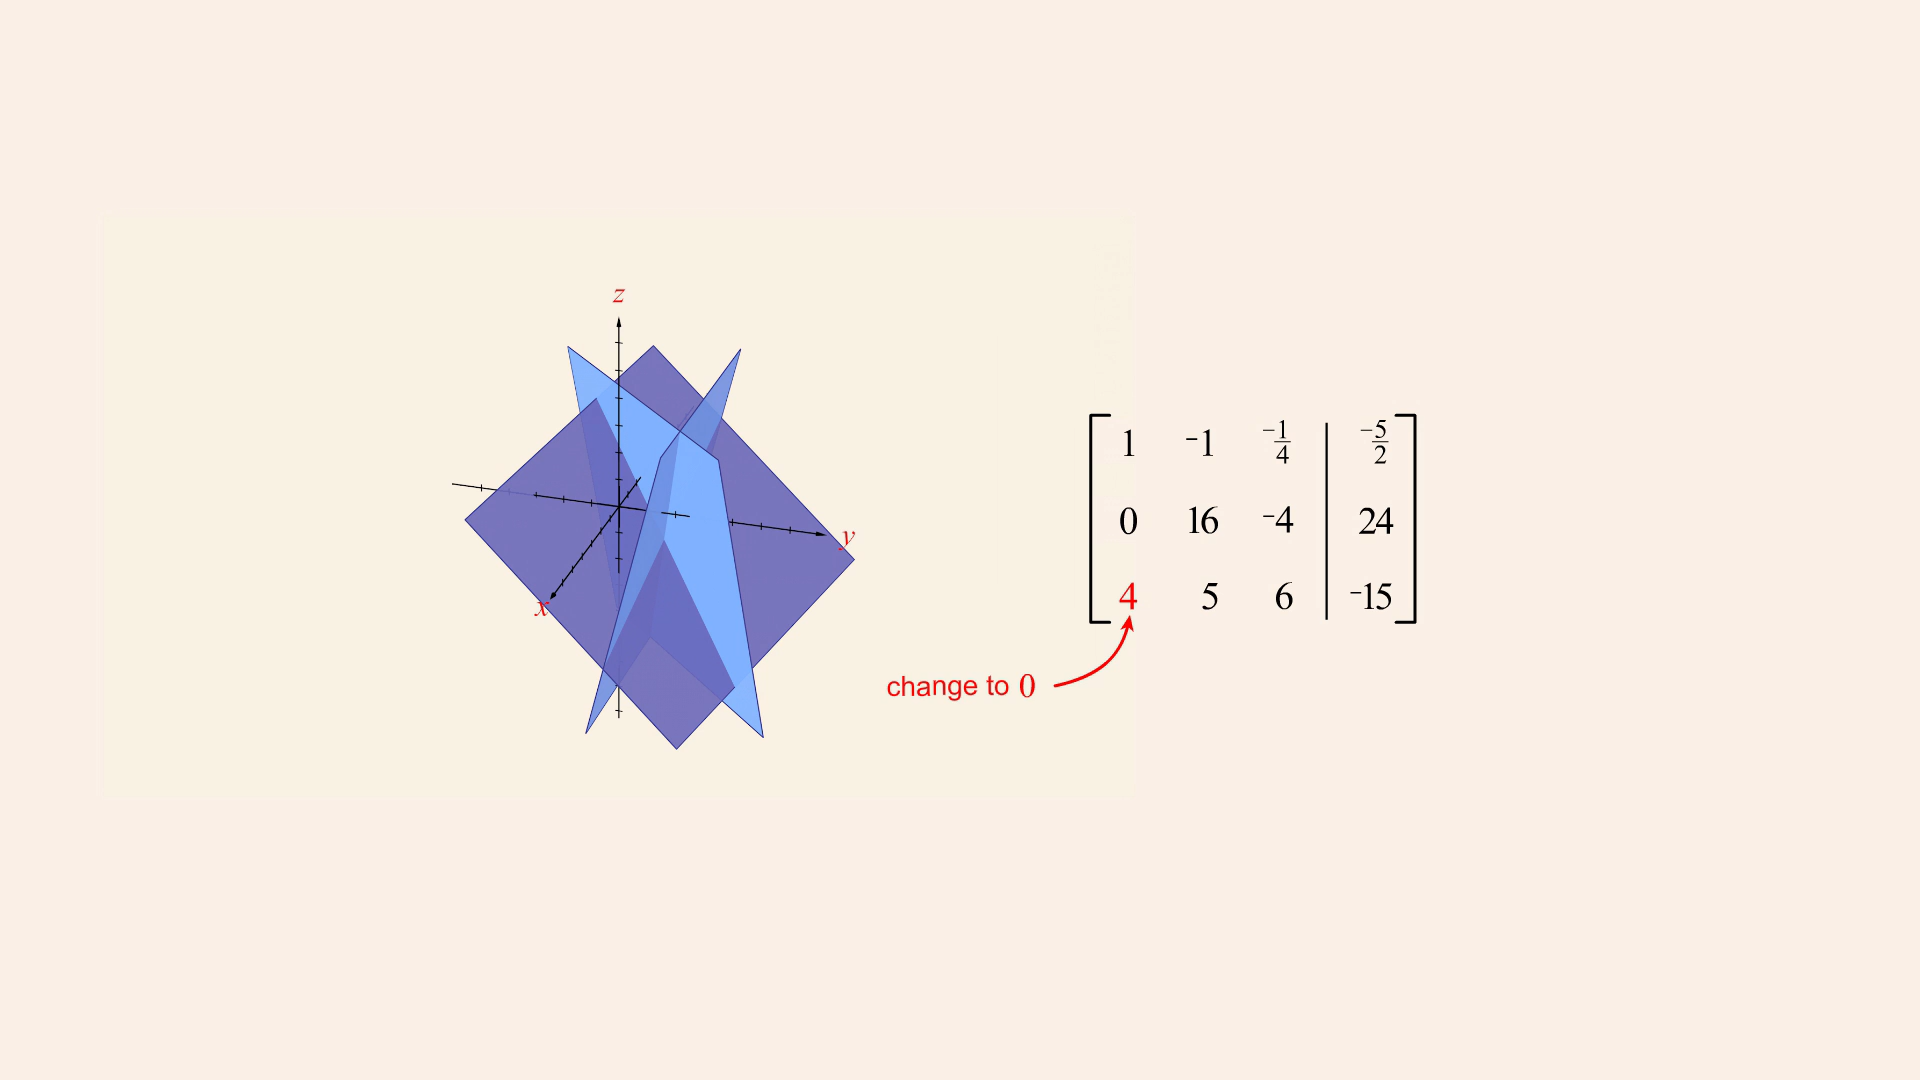 z
y
x
1 -1 -1/4 | -5/2
0 16 -4 | 24
4 5 6 | -15
change to 0